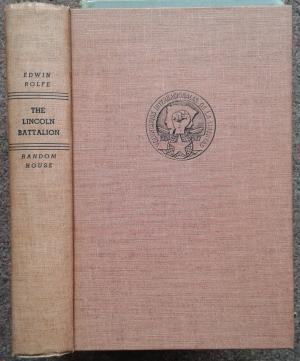 EDWIN
ROLFE
THE
LINCOLN
BATTALION
RANDOM
HOUSE